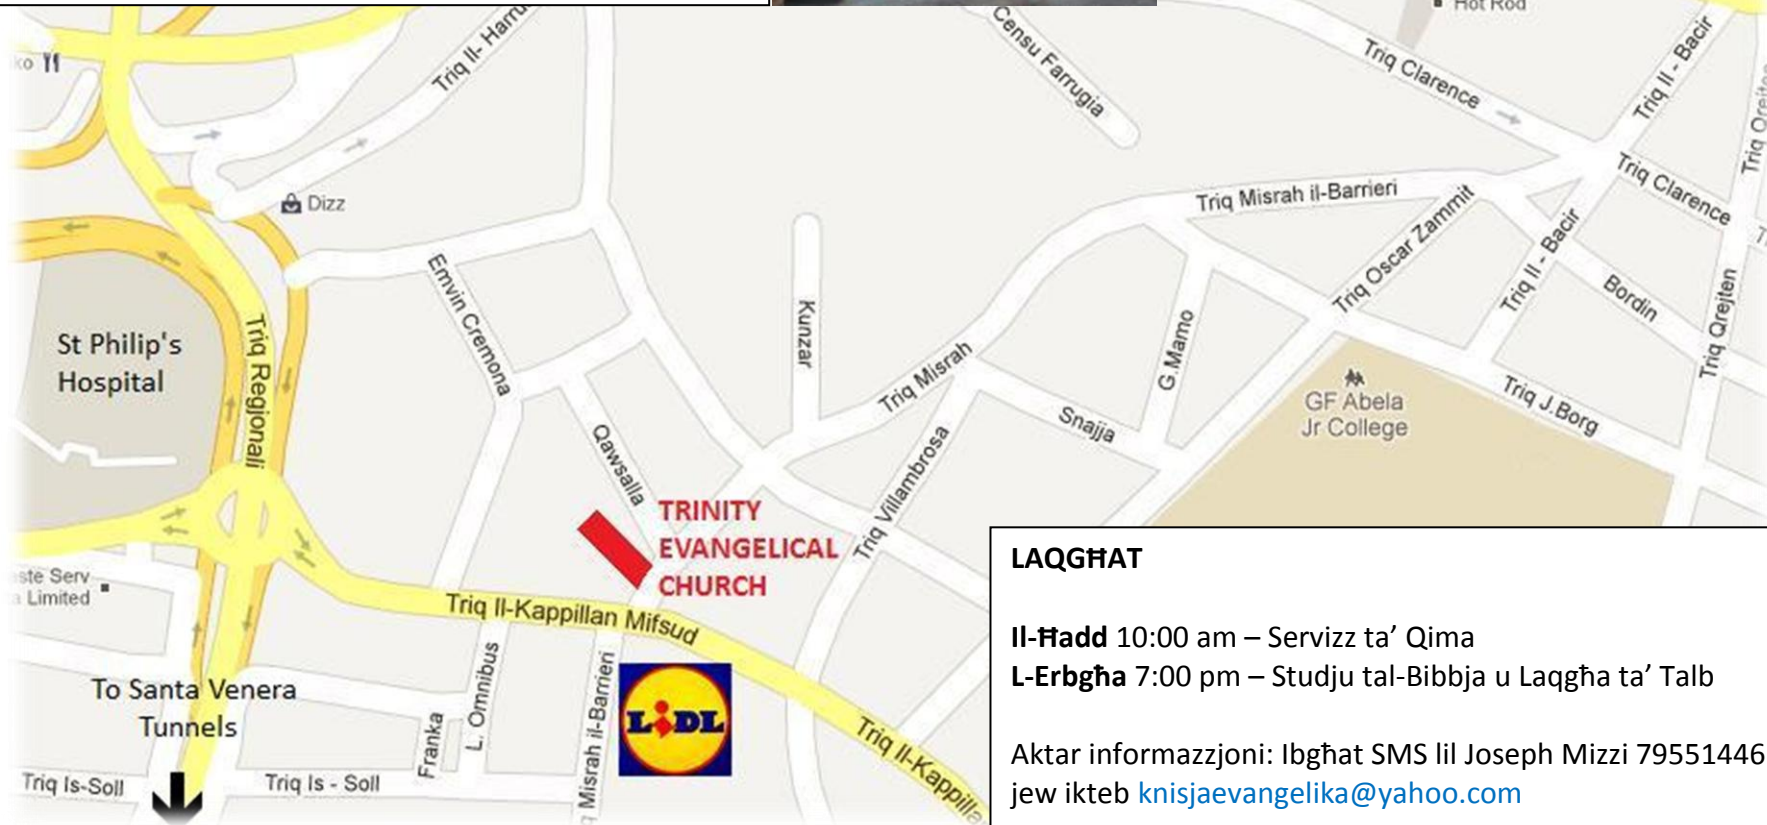 Hot Rod
Triq Il- Harru
Censu Farrugia
Triq Clarence
Triq Il - Bacir
Dizz
Triq Misrah il-Barrieri
Triq Clarence
Triq Oscar Zammit
Triq Il - Bacir
Bordin
Triq Qrejten
Emvin Cremona
Kunzar
G.Mamo
St Philip's
Hospital
Triq Regjonali
Triq Misrah
Snajja
GF Abela
Jr College
Triq J.Borg
Qawsalla
Triq Villambrosa
TRINITY
EVANGELICAL
CHURCH
Serv
Limited
Triq Il-Kappillan Mifsud
L. Omnibus
Misrah il-Barrieri
LiDL
To Santa Venera
Tunnels
Franka
Triq Is-Soll
Triq Is - Soll
Triq Il-Kappilla
LAQGĦAT
Il-Ħadd 10:00 am – Servizz ta’ Qima
L-Erbgħa 7:00 pm – Studju tal-Bibbja u Laqgħa ta’ Talb
Aktar informazzjoni: Ibgħat SMS lil Joseph Mizzi 79551446
jew ikteb knisjaevangelika@yahoo.com